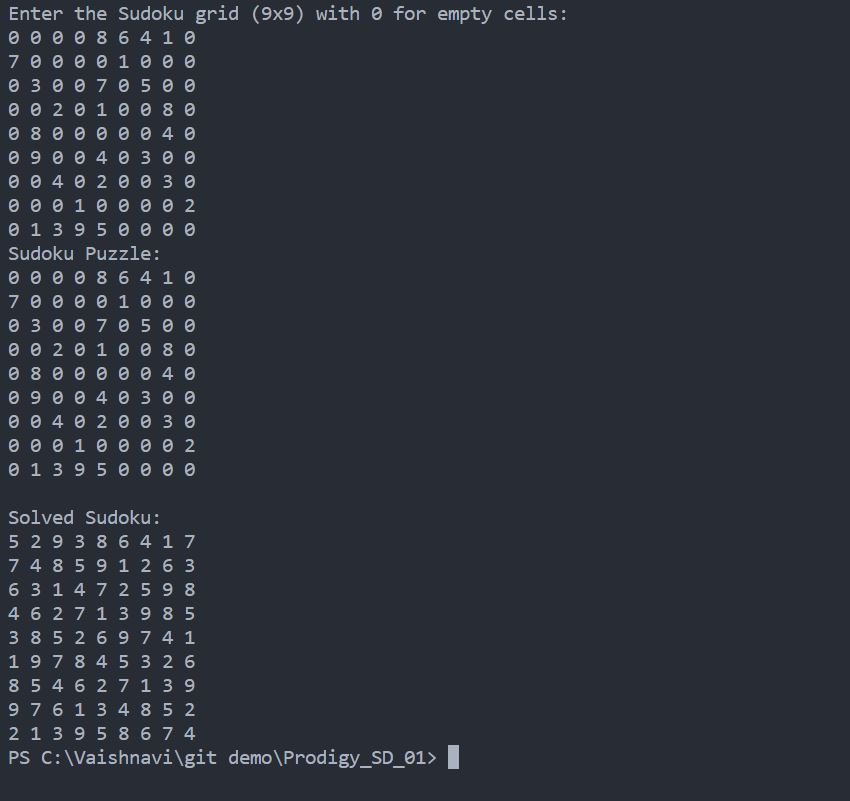 Enter the Sudoku grid (9x9) with 0 for empty cells:
0 0 0 0 8 6 4 1 0
7 0 0 0 0 1 0 0 0
0 3 0 0 7 0 5 0 0
0 0 2 0 1 0 0 8 0
0 8 0 0 0 0 0 4 0
0 9 0 0 4 0 3 0 0
0 0 4 0 2 0 0 3 0
0 0 0 1 0 0 0 0 2
0 1 3 9 5 0 0 0 0
Sudoku Puzzle:
0 0 0 0 8 6 4 1 0
7 0 0 0 0 1 0 0 0
0 3 0 0 7 0 5 0 0
0 0 2 0 1 0 0 8 0
0 8 0 0 0 0 0 4 0
0 9 0 0 4 0 3 0 0
0 0 4 0 2 0 0 3 0
0 0 0 1 0 0 0 0 2
0 1 3 9 5 0 0 0 0
Solved Sudoku:
5 2 9 3 8 6 4 1 7
7 4 8 5 9 1 2 6 3
6 3 1 4 7 2 5 9 8
4 6 2 7 1 3 9 8 5
3 8 5 2 6 9 7 4 1
1 9 7 8 4 5 3 2 6
8 5 4 6 2 7 1 3 9
9 7 6 1 3 4 8 5 2
2 1 3 9 5 8 6 7 4
PS C:\Vaishnavi\git demo\Prodigy_SD_01>